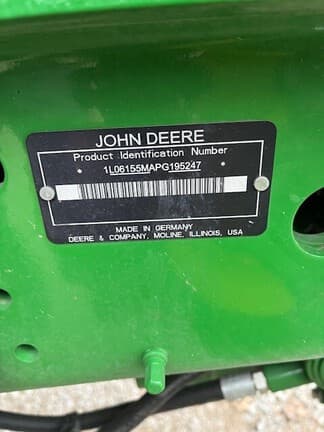 JOHN DEERE
Product Identification Number
1L06155MAPG195247
MADE IN GERMANY
DEERE & COMPANY, MOLINE, ILLINOIS, USA